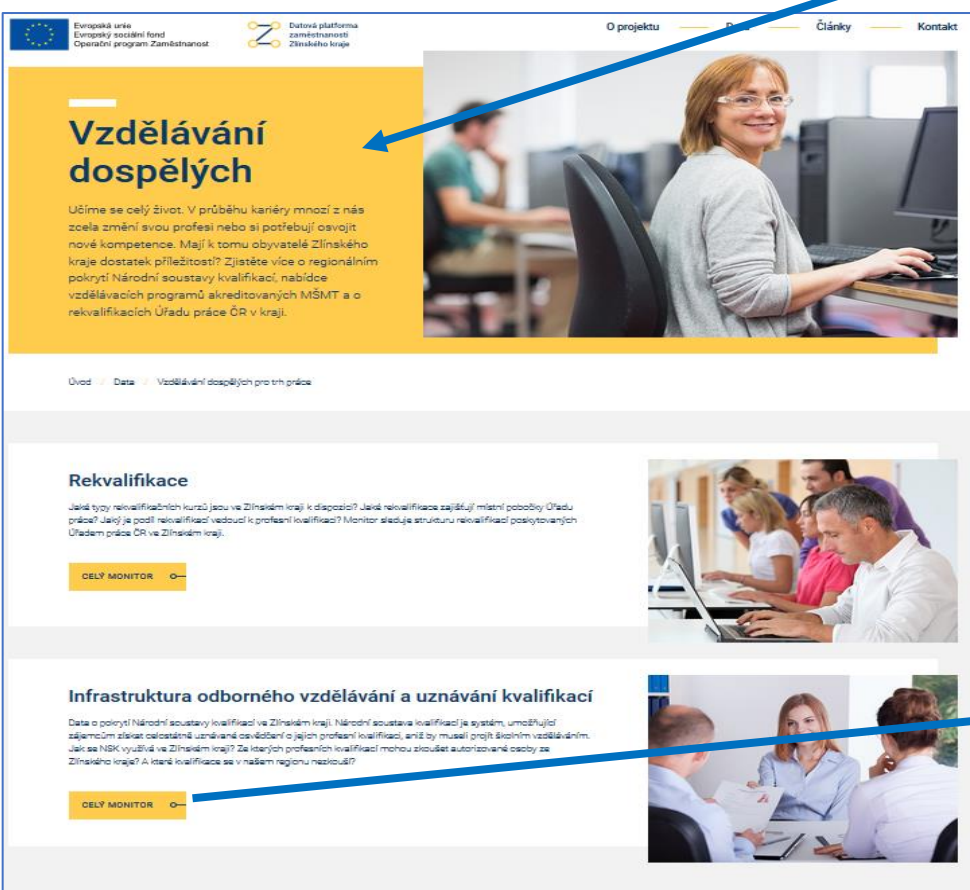 Evropská unie
Evropský sociální fond
Operační program Zaměstnanost
Datová platforma
zaměstnanosti
Zlínského kraje
O projektu
Články
Kontakt
Vzdělávání
dospělých
Učíme se celý život. V průběhu kariéry mnozí z nás
zcela změní svou profesi nebo si potřebují osvojit
nové kompetence. Mají k tomu obyvatelé Zlínského
kraje dostatek příležitostí? Zjistěte více o regionálním
pokrytí Národní soustavy kvalifikací, nabídce
vzdělávacích programů akreditovaných MŠMT a o
rekvalifikacích Úřadu práce ČR v kraji.
Úvod / Data / Vzdělávání dospělých pro trh práce
Rekvalifikace
Jaké typy rekvalifikačních kurzů jsou ve Zlínském kraji k dispozici? Jaké rekvalifikace zajišťují místní pobočky Úřadu
práce? Jaký je podíl rekvalifikací vedoucí k profesní kvalifikaci? Monitor sleduje strukturu rekvalifikací poskytovaných
Úřadem práce ČR ve Zlínském kraji.
CELÝ MONITOR
Infrastruktura odborného vzdělávání a uznávání kvalifikací
Data o pokrytí Národní soustavy kvalifikací ve Zlínském kraji. Národní soustava kvalifikací je systém, umožňující
zájemcům získat celostátně uznávané osvědčení o jejich profesní kvalifikaci, aniž by museli projít školním vzděláváním.
Jak se NSK využívá ve Zlínském kraji? Ze kterých profesních kvalifikací mohou zkoušet autorizované osoby ze
Zlínského kraje? A které kvalifikace se v našem regionu nezkouší?
CELÝ MONITOR